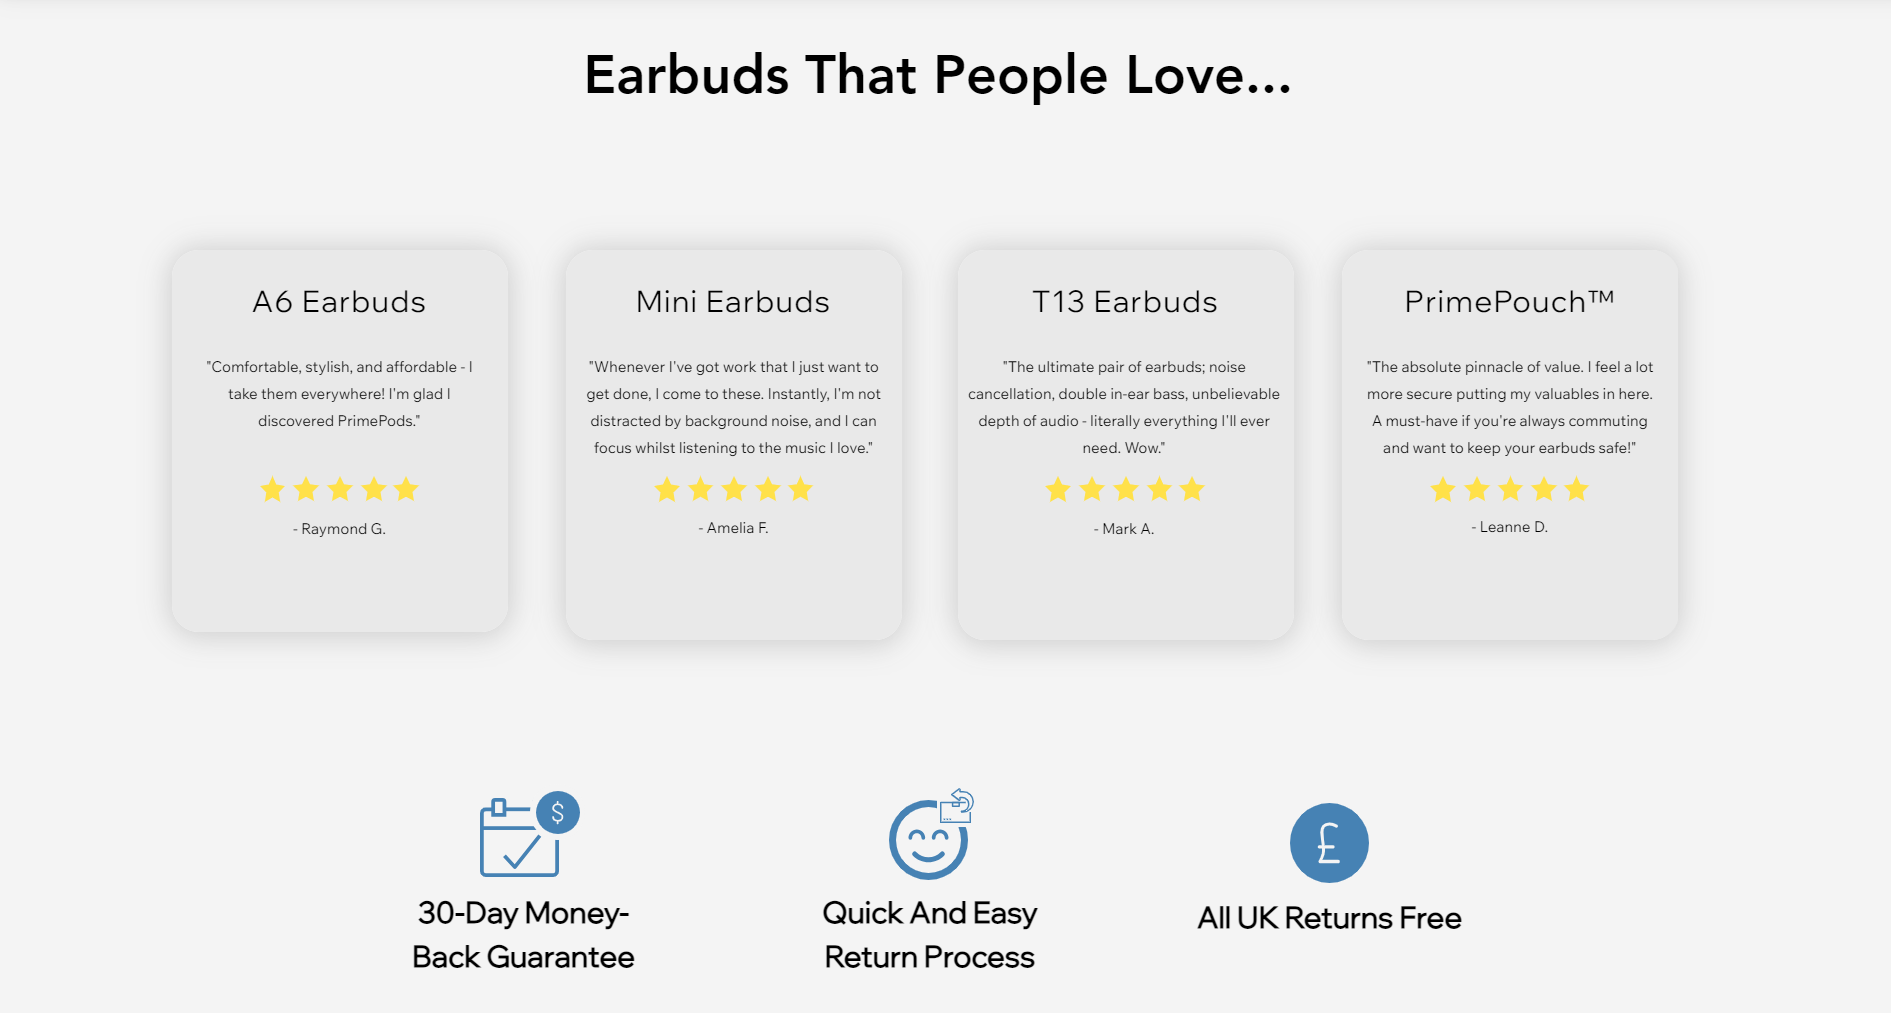 Earbuds That People Love...
A6 Earbuds
"Comfortable, stylish, and affordable - I
take them everywhere! I'm glad I
discovered PrimePods."
- Raymond G.
Mini Earbuds
"Whenever I've got work that I just want to
get done, I come to these. Instantly, I'm not
distracted by background noise, and I can
focus whilst listening to the music I love."
- Amelia F.
T13 Earbuds
"The ultimate pair of earbuds; noise
cancellation, double in-ear bass, unbelievable
depth of audio - literally everything I'll ever
need. Wow."
- Mark A.
PrimePouch™
"The absolute pinnacle of value. I feel a lot
more secure putting my valuables in here.
A must-have if you're always commuting
and want to keep your earbuds safe!"
- Leanne D.
$
30-Day Money-
Back Guarantee
Quick And Easy
Return Process
£
All UK Returns Free